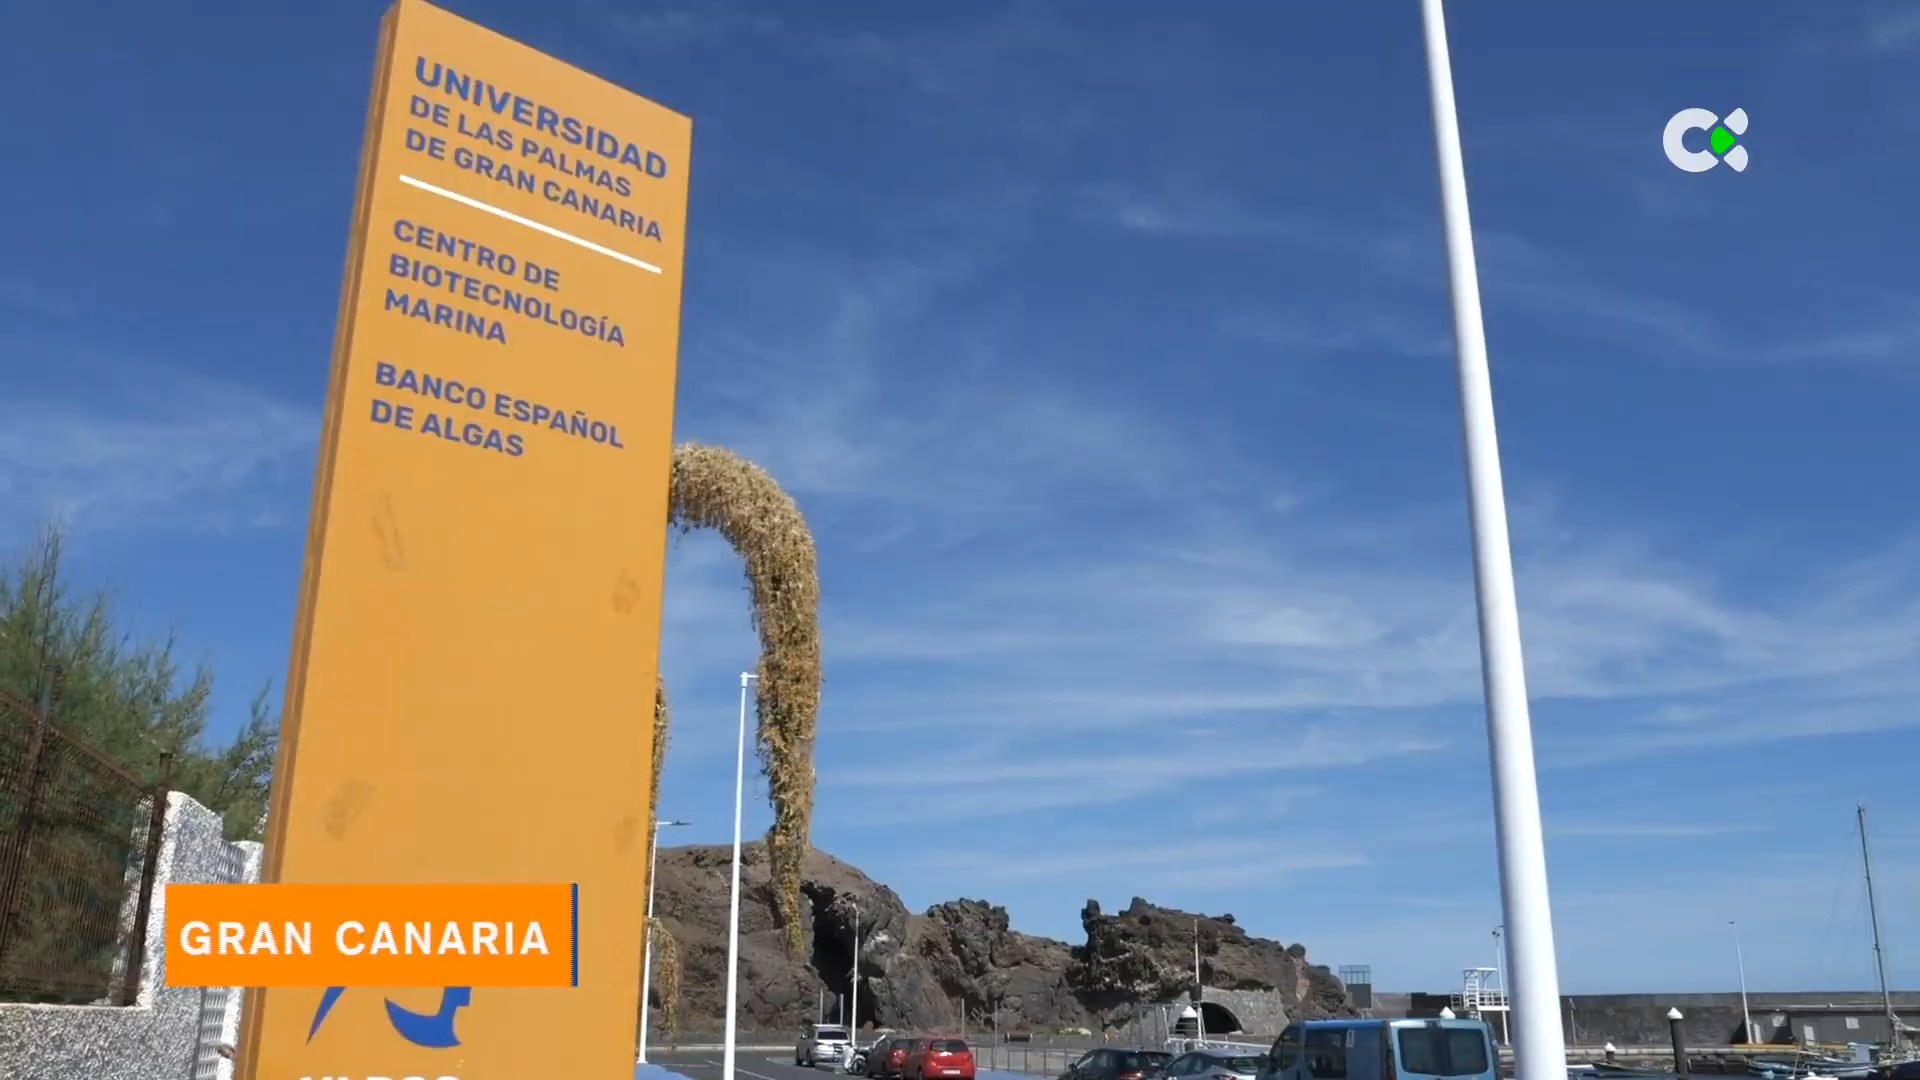 UNIVERSIDAD
DE LAS PALMAS
DE GRAN CANARIA
CENTRO DE
BIOTECNOLOGÍA
MARINA
BANCO ESPAÑOL
DE ALGAS
GRAN CANARIA